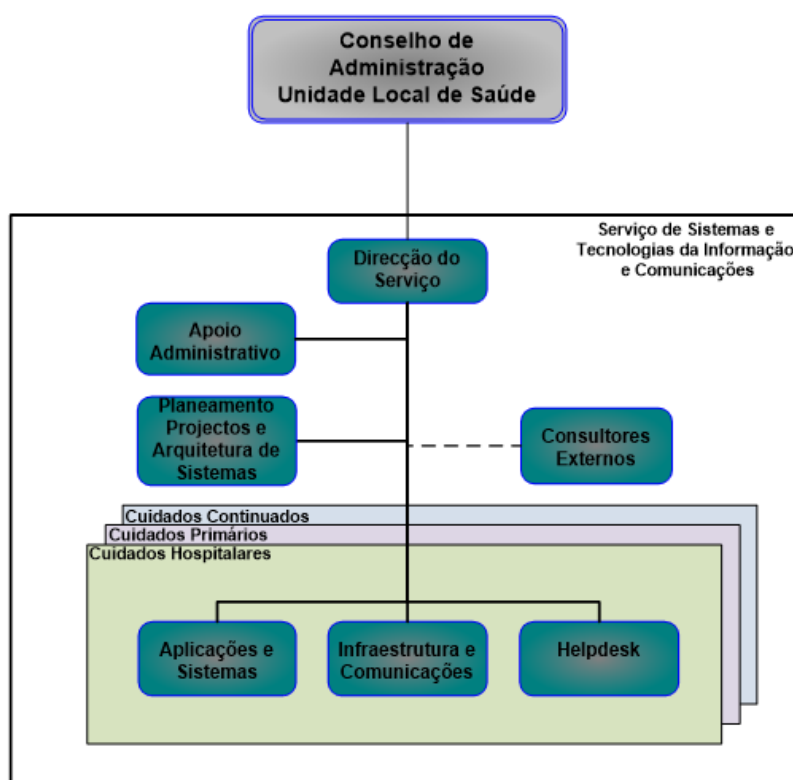 Conselho de
Administração
Unidade Local de Saúde
Serviço de Sistemas e
Tecnologias da Informação
e Comunicações
Direcção do
Serviço
Apoio
Administrativo
Planeamento
Projectos e
Arquitetura de
Sistemas
Consultores
Externos
Cuidados Continuados
Cuidados Primários
Cuidados Hospitalares
Aplicações e
Sistemas
Infraestrutura e
Comunicações
Helpdesk